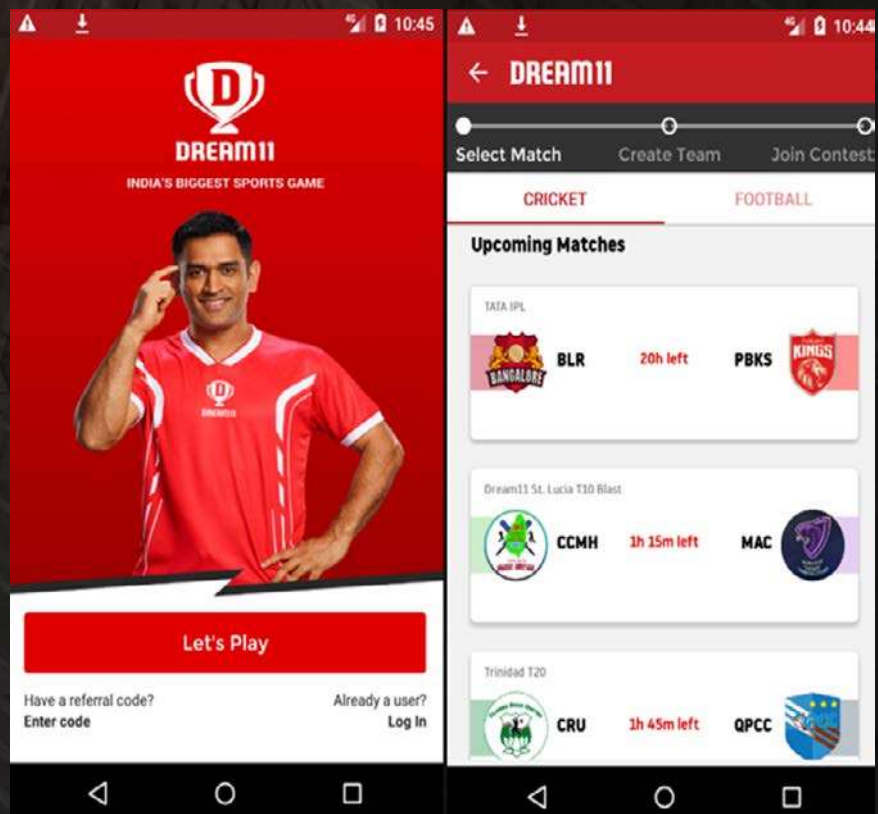 10:45
D
DREAM11
INDIA'S BIGGEST SPORTS GAME
D
DREAM11
Let's Play
Have a referral code?
Enter code
Already a user?
Log In
4G
10:44
DREAM11
Select Match
Create Team
Join Contest
CRICKET
FOOTBALL
Upcoming Matches
TATA IPL
BANGALORE
BLR
20h left
PBKS
KINGS
Dream11 St. Lucia T10 Blast
CCMH
1h 15m left
MAC
Trinidad T20
CRU
1h 45m left
QPCC